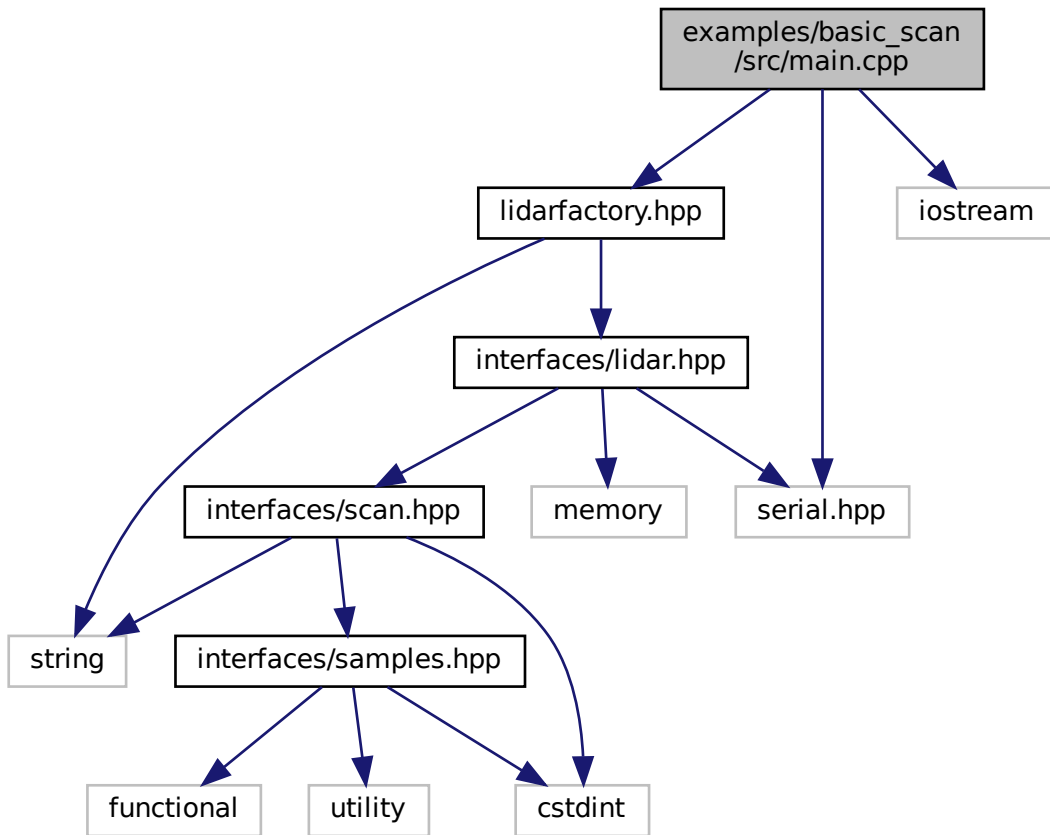 examples/basic_scan
/src/main.cpp
lidarfactory.hpp
iostream
interfaces/lidar.hpp
interfaces/scan.hpp
memory
serial.hpp
string
interfaces/samples.hpp
functional
utility
cstdint